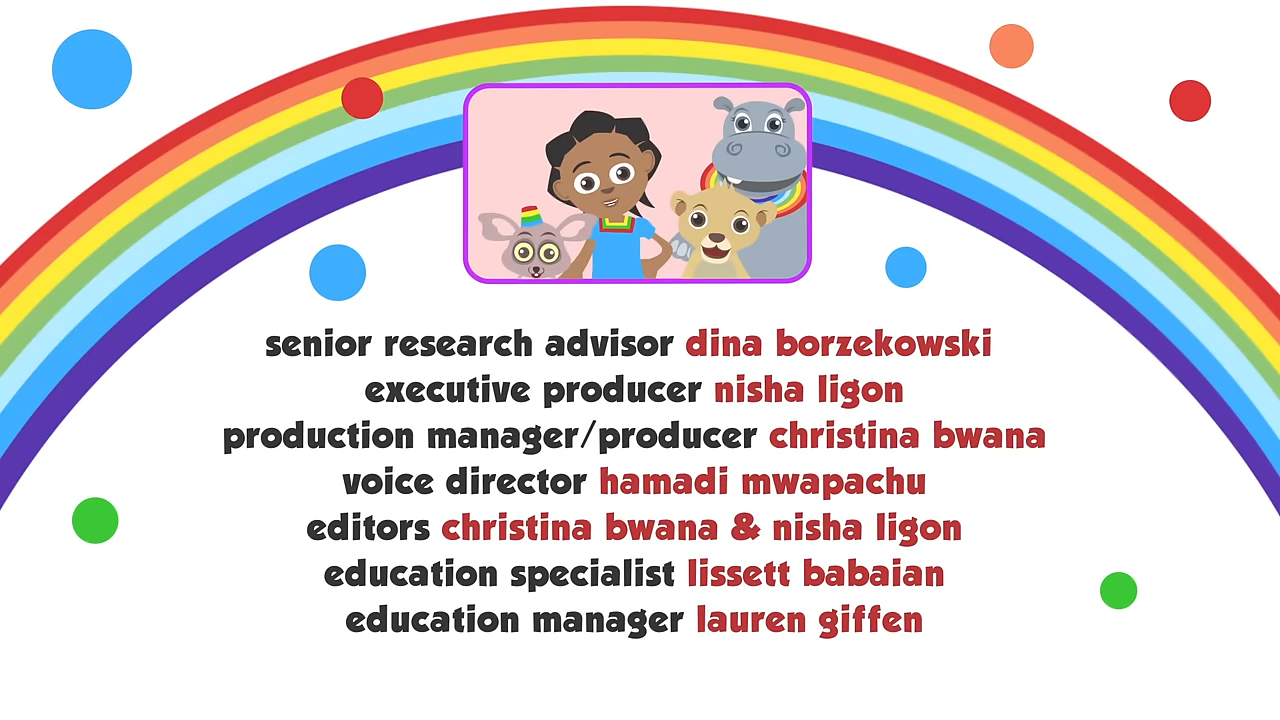 senior research advisor dina borzekowski
executive producer nisha ligon
production manager/producer christina bwana
voice director hamadi mwapachu
editors christina bwana & nisha ligon
education specialist lissett babaian
education manager lauren giffen